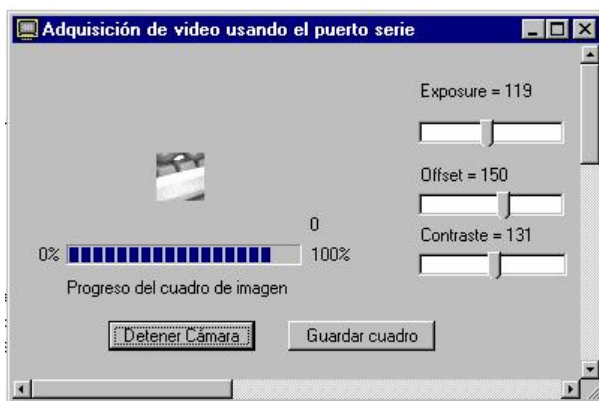 Adquisición de video usando el puerto serie
Exposure = 119
Offset = 150
0
Contraste = 131
0%
100%
Progreso del cuadro de imagen
Detener Cámara
Guardar cuadro